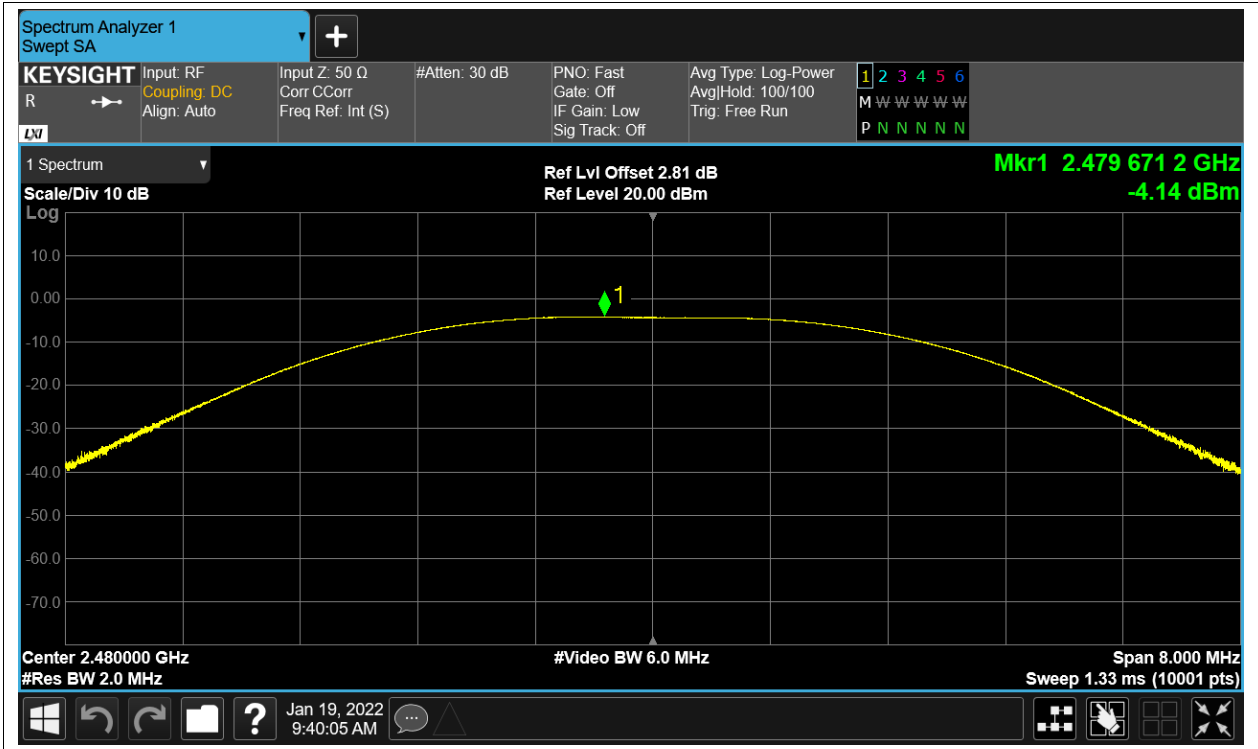 Spectrum Analyzer 1
Swept SA
KEYSIGHT
R
LXI
Input: RF
Coupling: DC
Align: Auto
Input Z: 50 Ω
Corr CCorr
Freq Ref: Int (S)
#Atten: 30 dB
PNO: Fast
Gate: Off
IF Gain: Low
Sig Track: Off
Avg Type: Log-Power
Avg|Hold: 100/100
Trig: Free Run
1 2 3 4 5 6
M W W W W W
P N N N N N
1 Spectrum
Scale/Div 10 dB
Log
Ref Lvl Offset 2.81 dB
Ref Level 20.00 dBm
Mkr1 2.479 671 2 GHz
-4.14 dBm
10.0
0.00
-10.0
-20.0
-30.0
-40.0
-50.0
-60.0
-70.0
1
Center 2.480000 GHz
#Res BW 2.0 MHz
#Video BW 6.0 MHz
Span 8.000 MHz
Sweep 1.33 ms (10001 pts)
?
Jan 19, 2022
9:40:05 AM